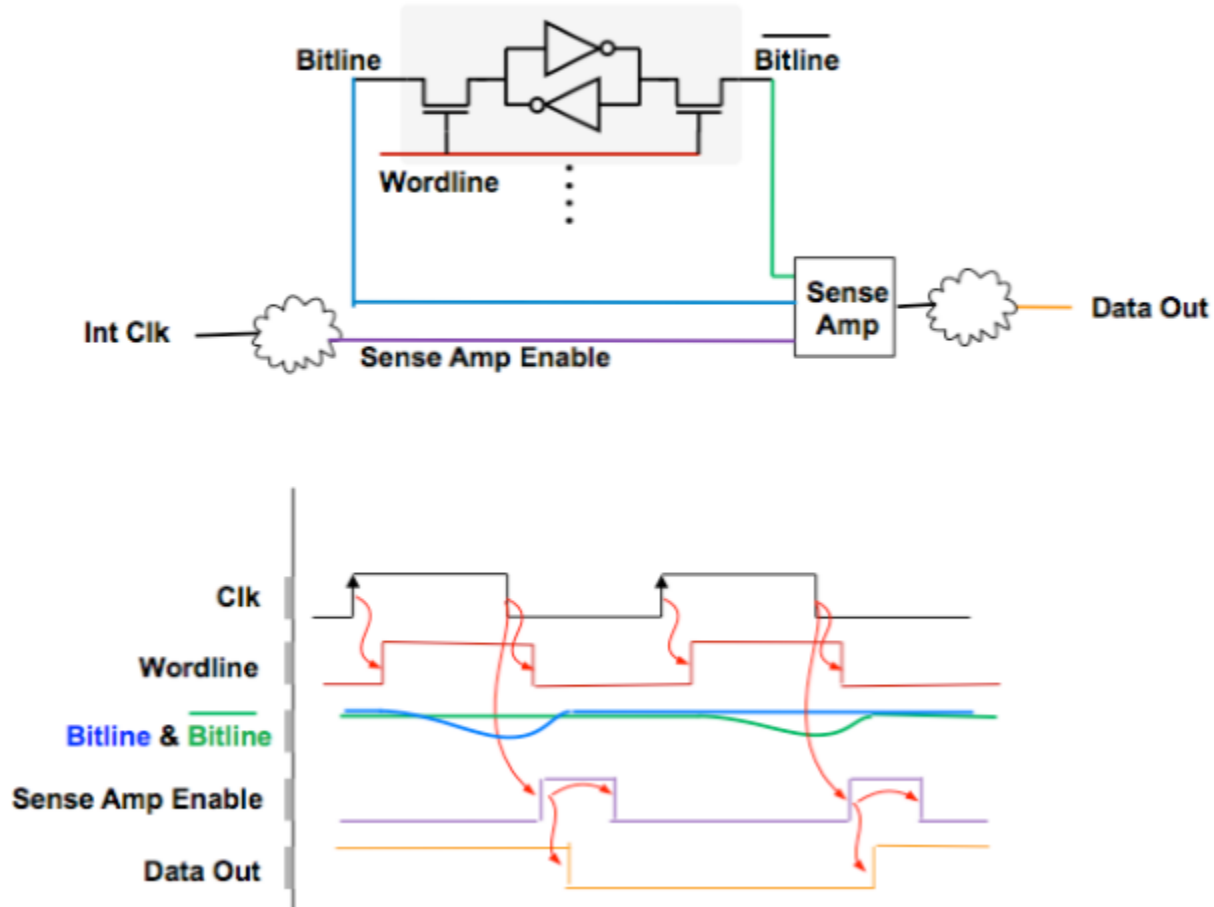 Bitline
Bitline
Wordline
Sense
Amp
Int Clk
Data Out
Sense Amp Enable
Clk
Wordline
Bitline & Bitline
Sense Amp Enable
Data Out